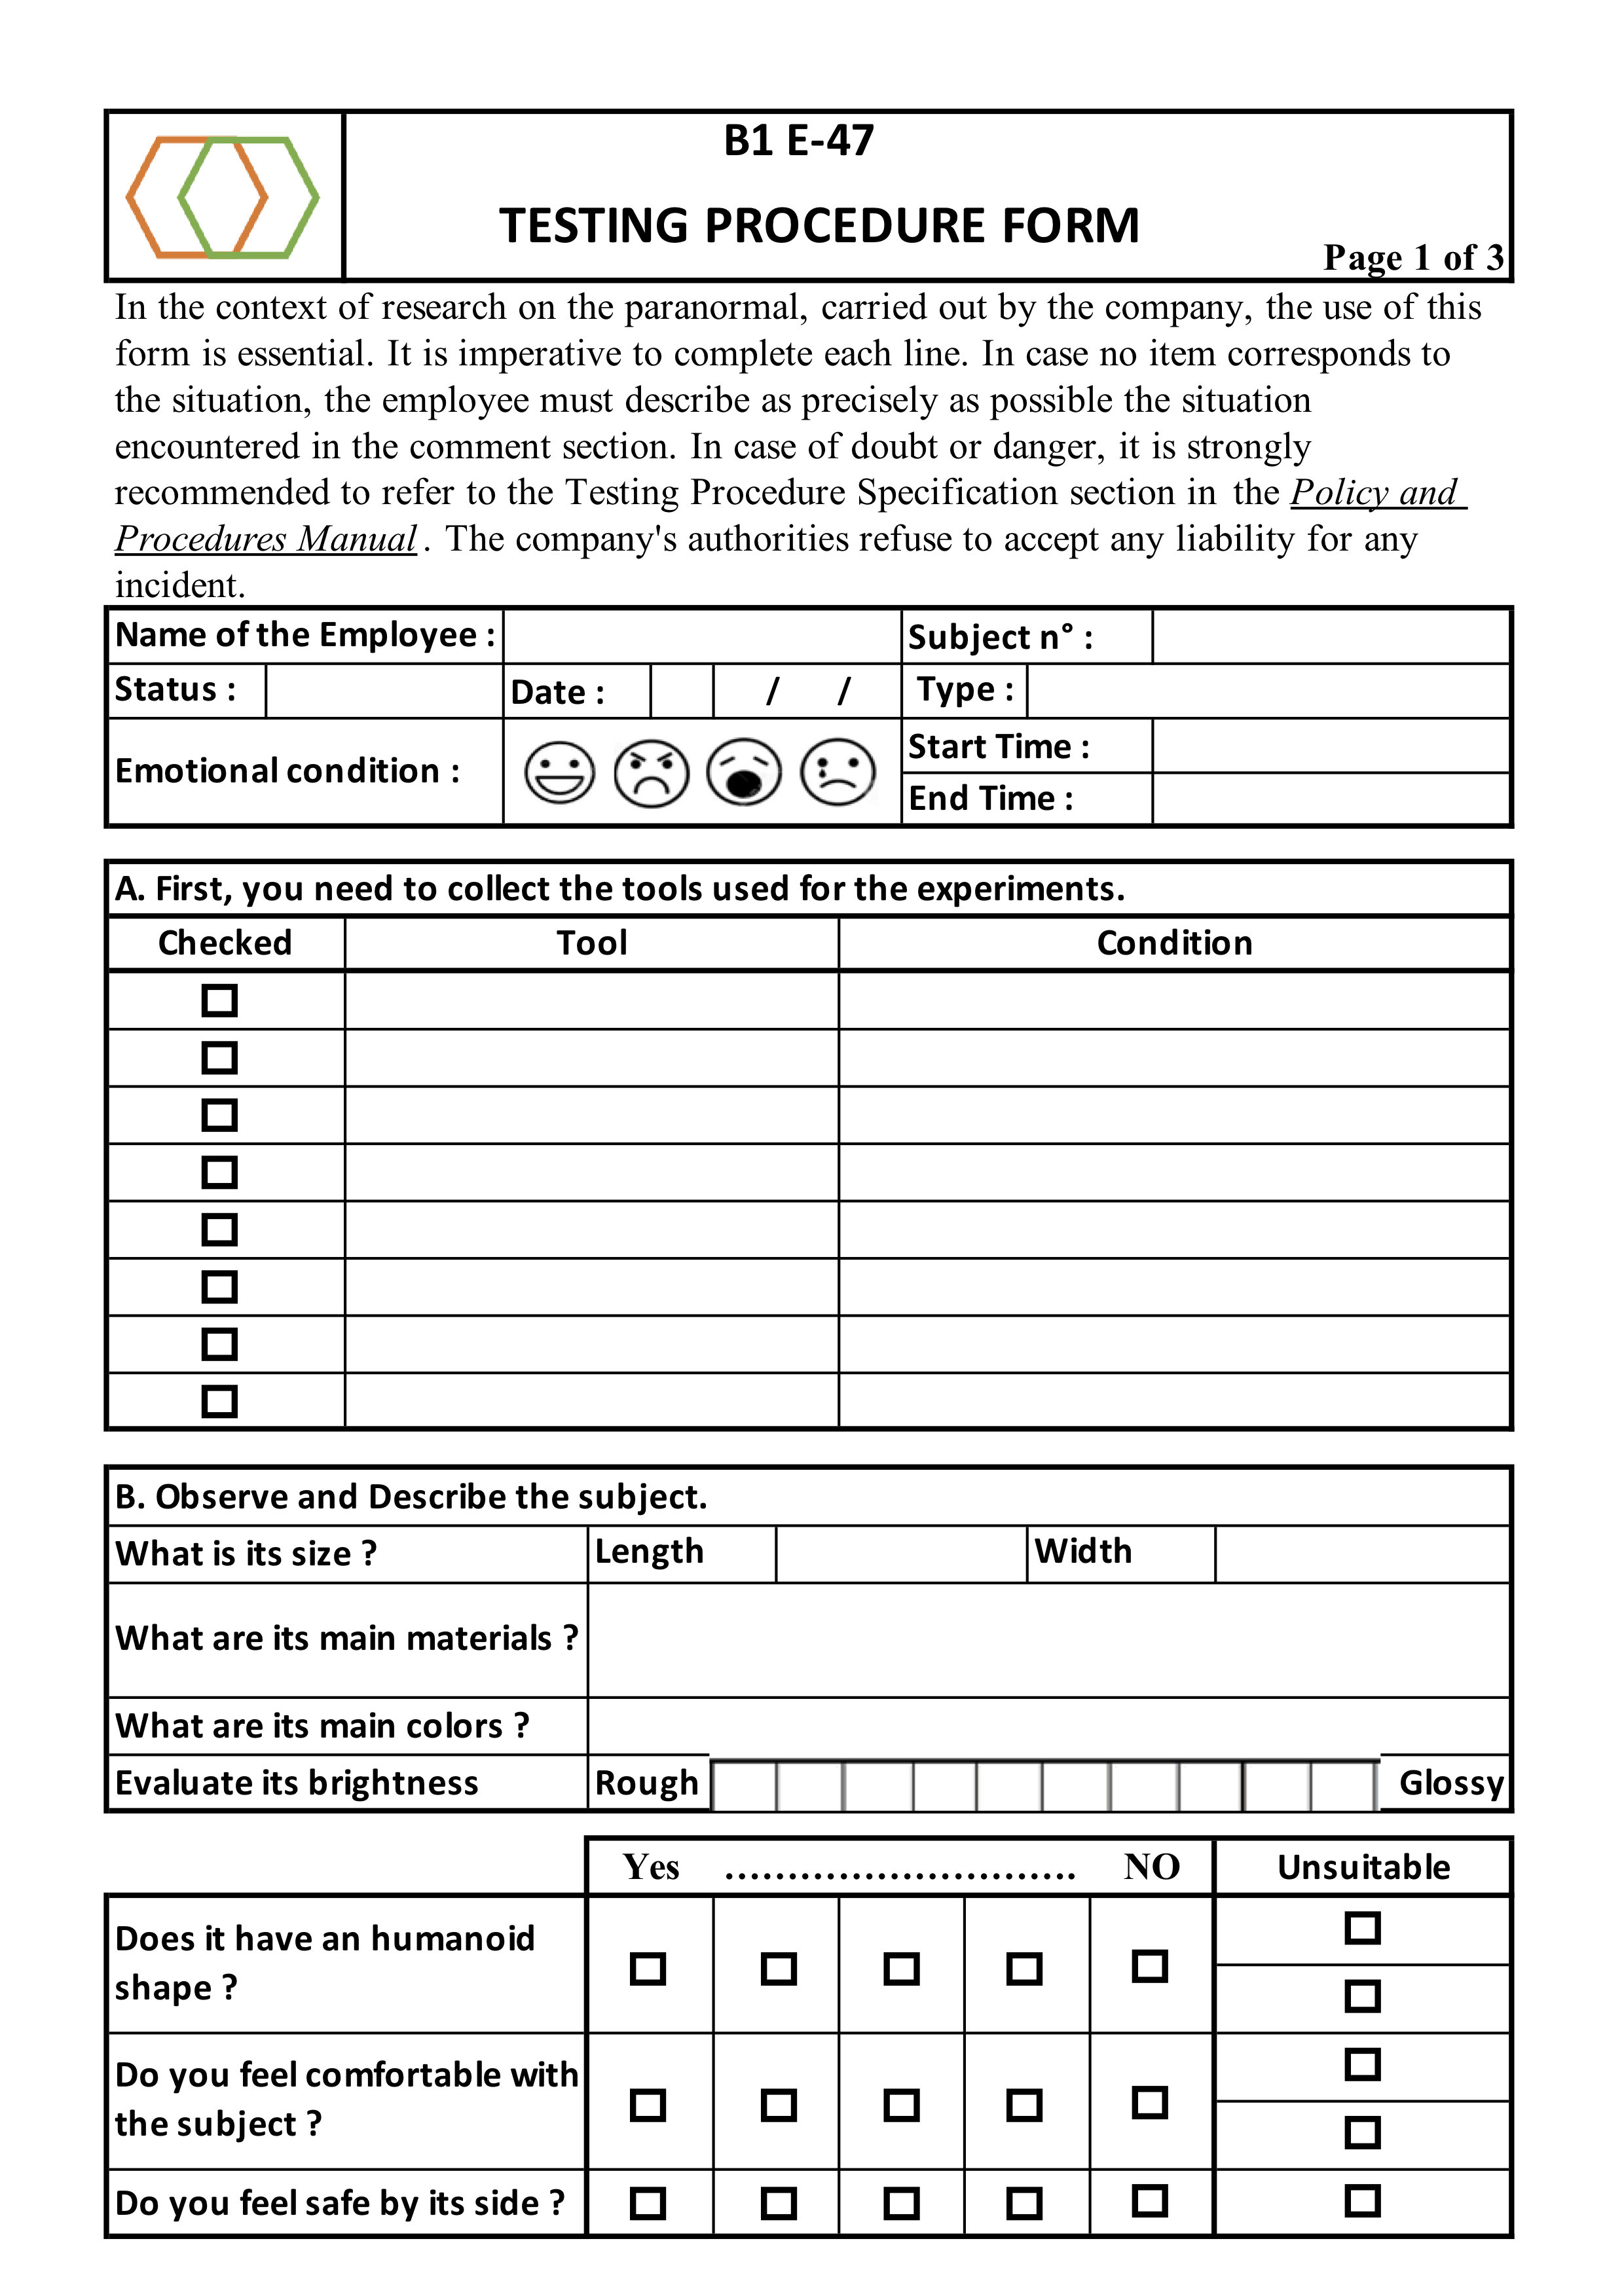 B1 E-47
TESTING PROCEDURE FORM
Page 1 of 3
In the context of research on the paranormal, carried out by the company, the use of this
form is essential. It is imperative to complete each line. In case no item corresponds to
the situation, the employee must describe as precisely as possible the situation
encountered in the comment section. In case of doubt or danger, it is strongly
recommended to refer to the Testing Procedure Specification section in the Policy and
Procedures Manual. The company's authorities refuse to accept any liability for any
incident.
Name of the Employee : Subject n° :
Status : Date : / / Type :
Emotional condition : Start Time :
End Time :
A. First, you need to collect the tools used for the experiments.
Checked Tool Condition
B. Observe and Describe the subject.
What is its size ? Length Width
What are its main materials ?
What are its main colors ?
Evaluate its brightness Rough Glossy
Yes ............................ NO Unsuitable
Does it have an humanoid
shape ?
Do you feel comfortable with
the subject ?
Do you feel safe by its side ?